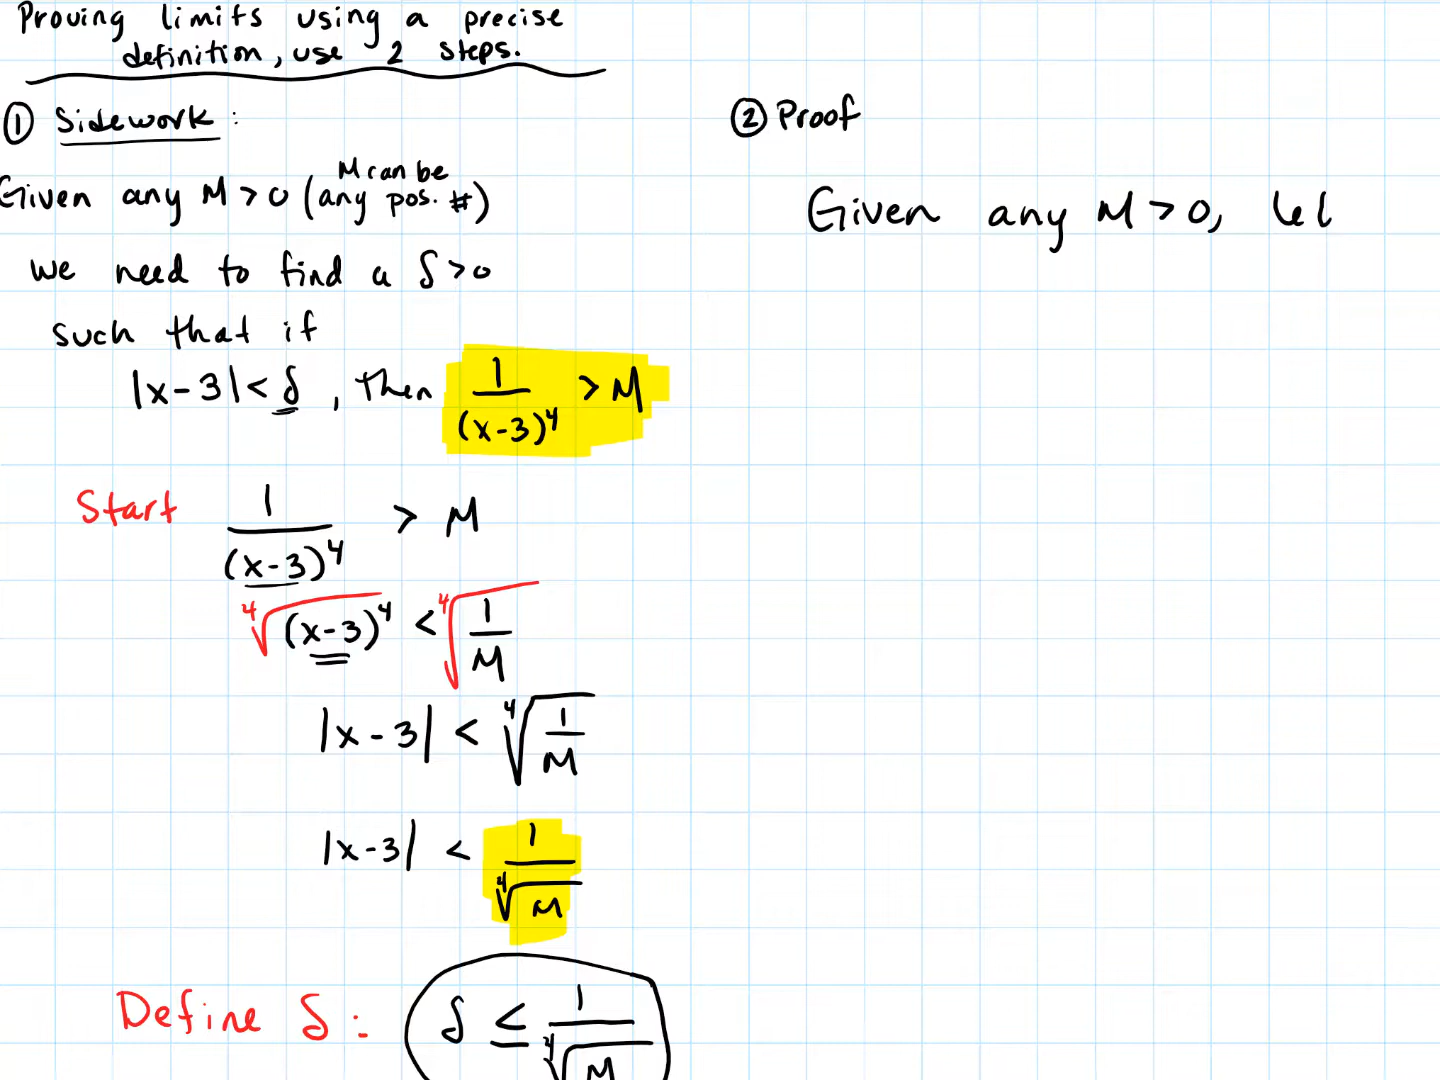 Proving limits using a precise
definition, use 2 steps.
① Sidework:
M can be
Given any M > 0 (any pos. #)
we need to find a δ > 0
such that if
|x-3| < δ, then 1/(x-3)⁴ > M
Start 1/(x-3)⁴ > M
⁴√(x-3)⁴ < ⁴√(1/M)
|x-3| < ⁴√(1/M)
|x-3| < 1/⁴√M
Define δ: δ ≤ 1/⁴√M
② Proof
Given any M > 0, let